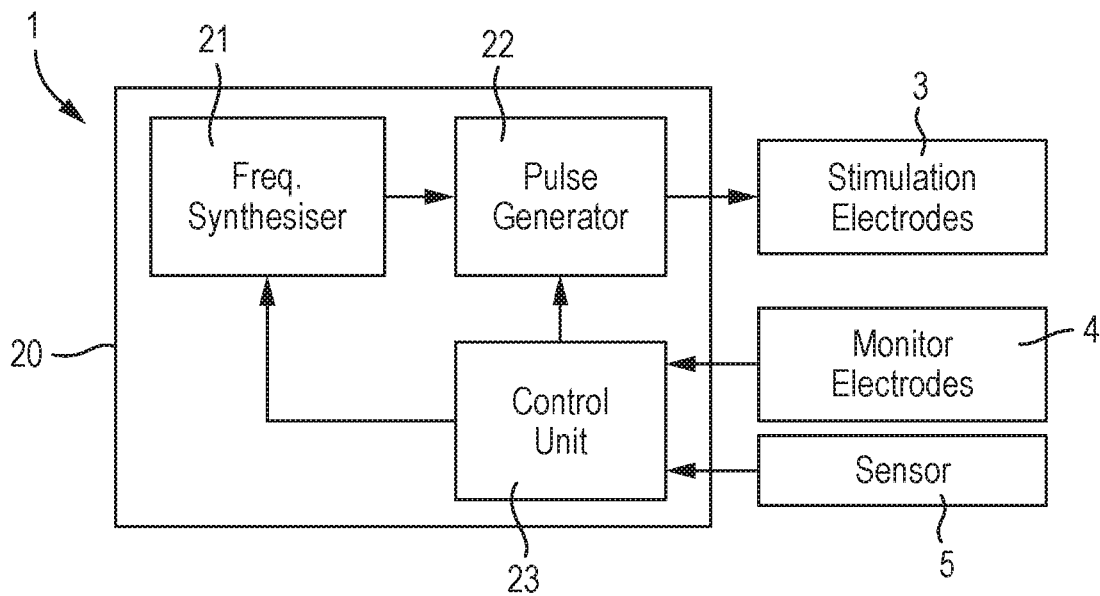 1
21
22
3
Freq.
Synthesiser
Pulse
Generator
Stimulation
Electrodes
20
Control
Unit
Monitor
Electrodes
4
Sensor
23
5